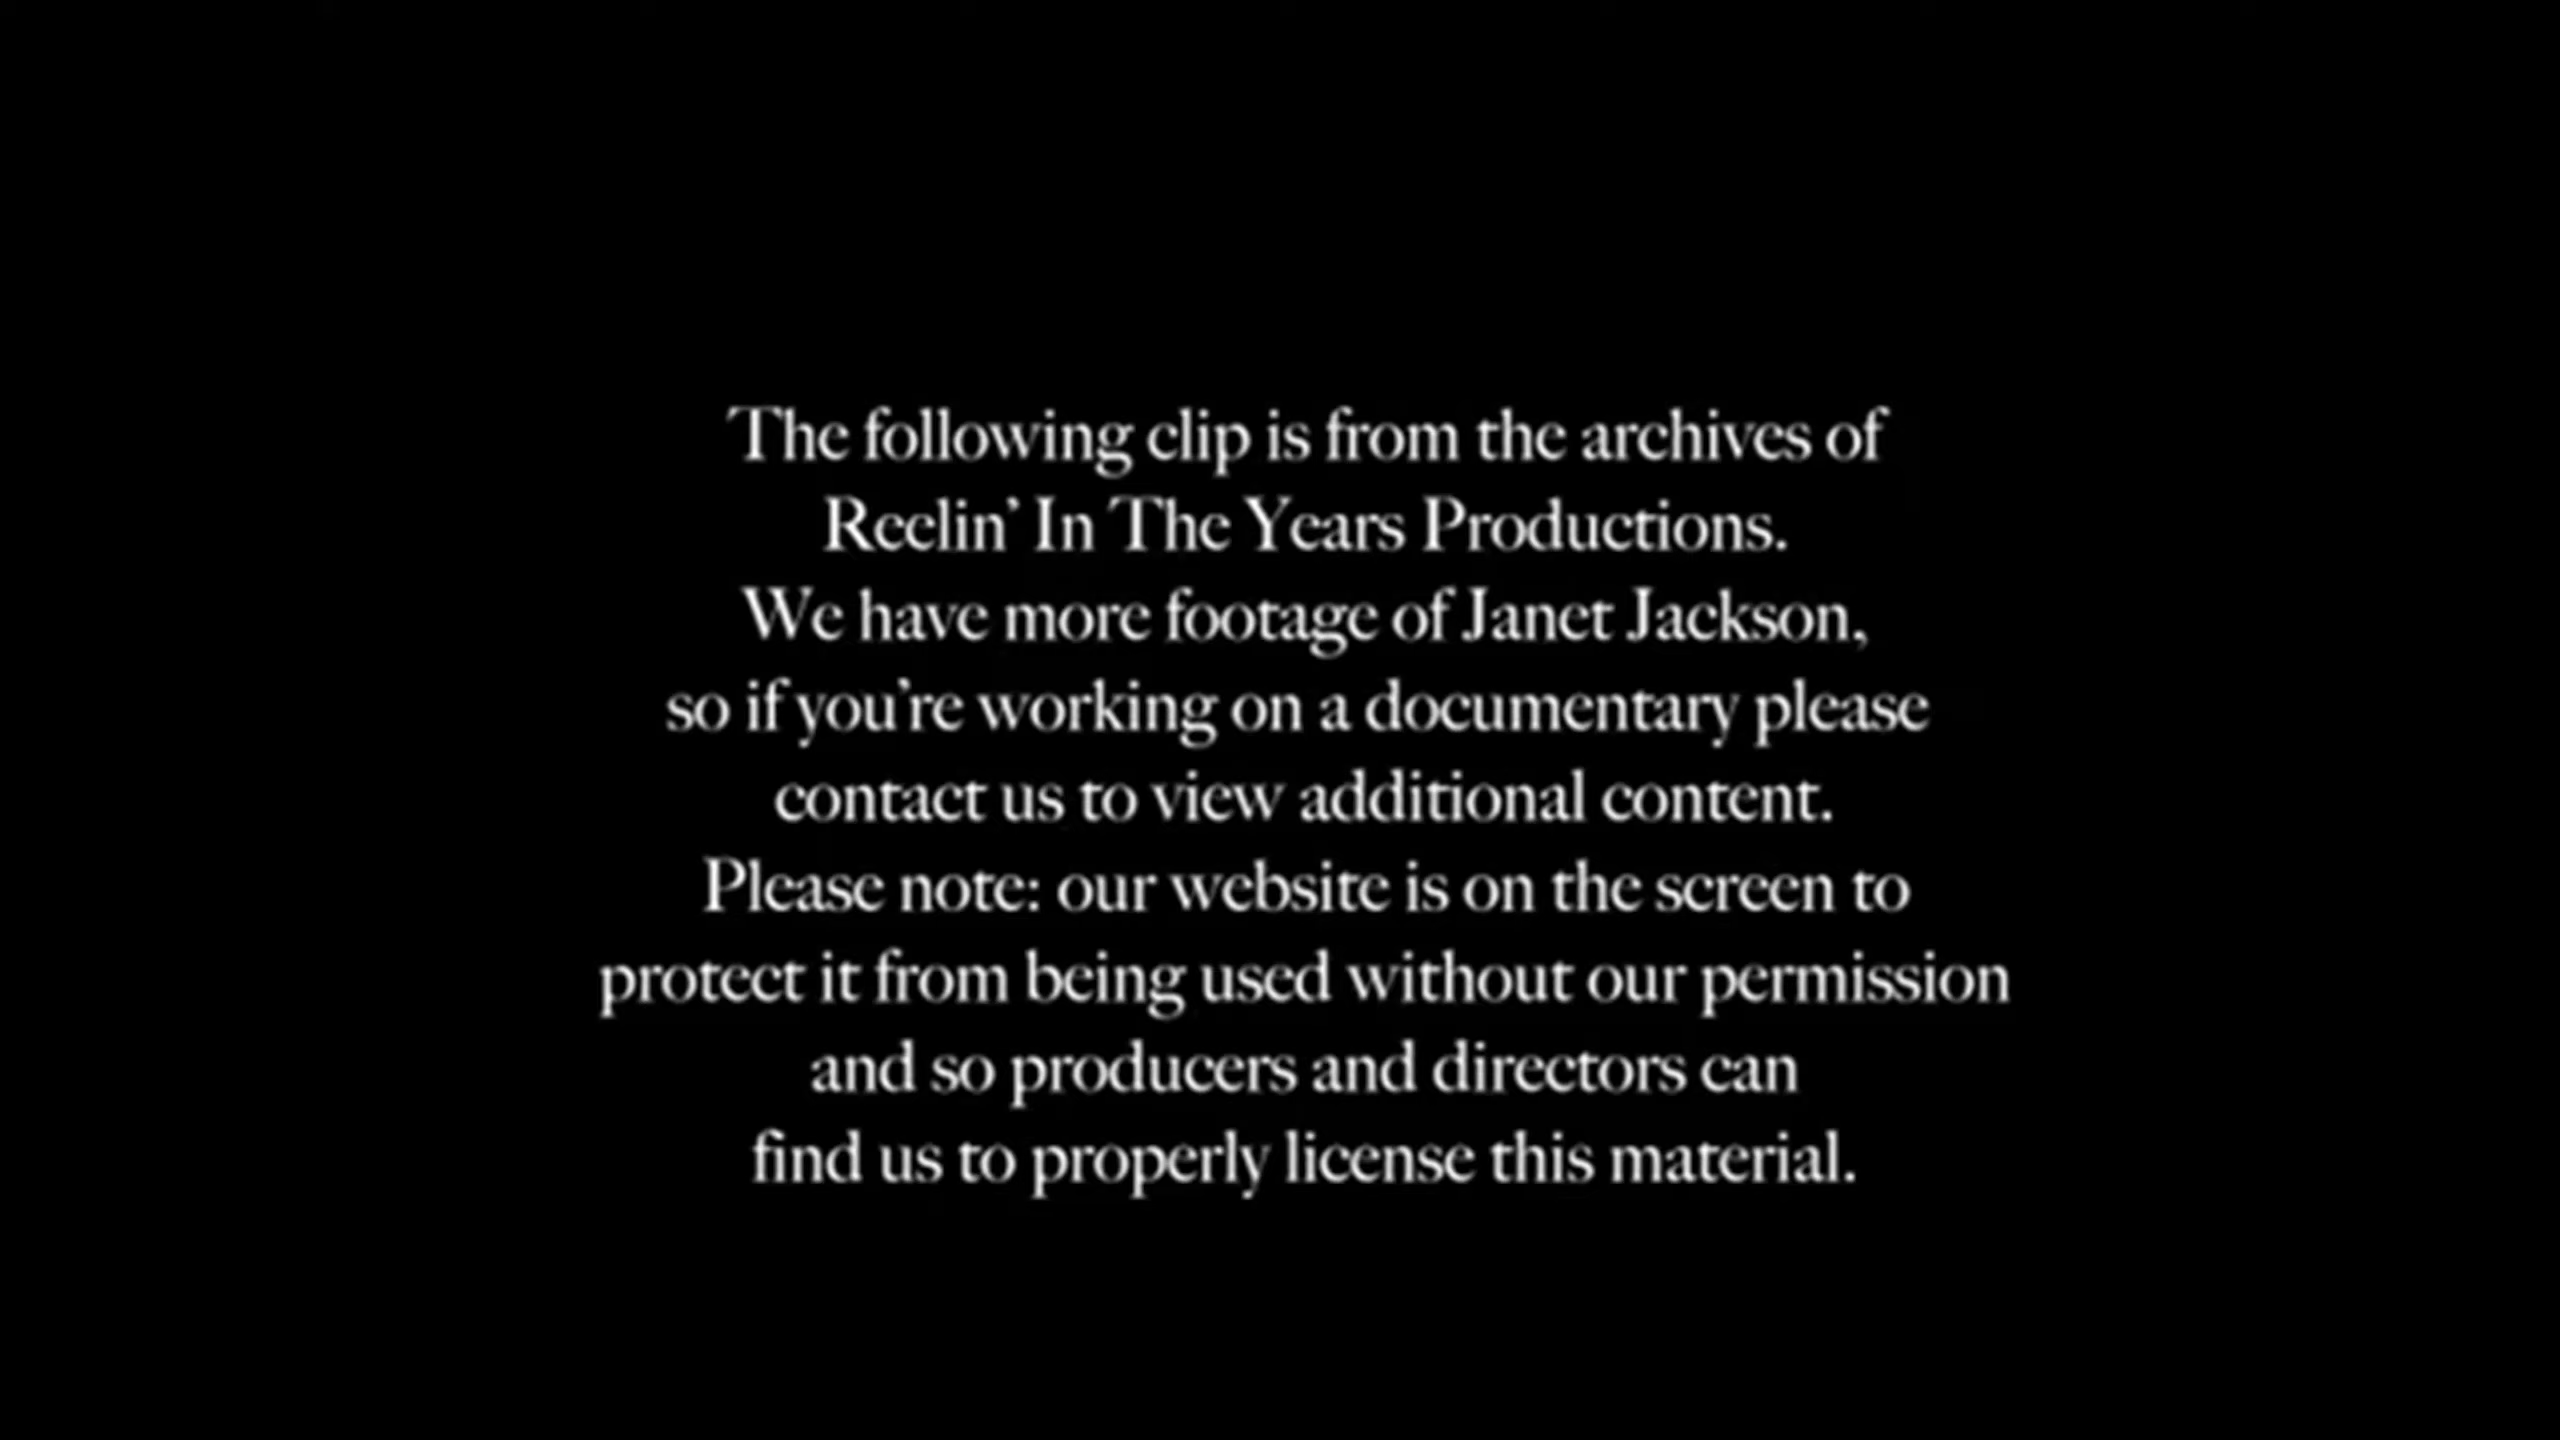 The following clip is from the archives of
Reelin’ In The Years Productions.
We have more footage of Janet Jackson,
so if you’re working on a documentary please
contact us to view additional content.
Please note: our website is on the screen to
protect it from being used without our permission
and so producers and directors can
find us to properly license this material.